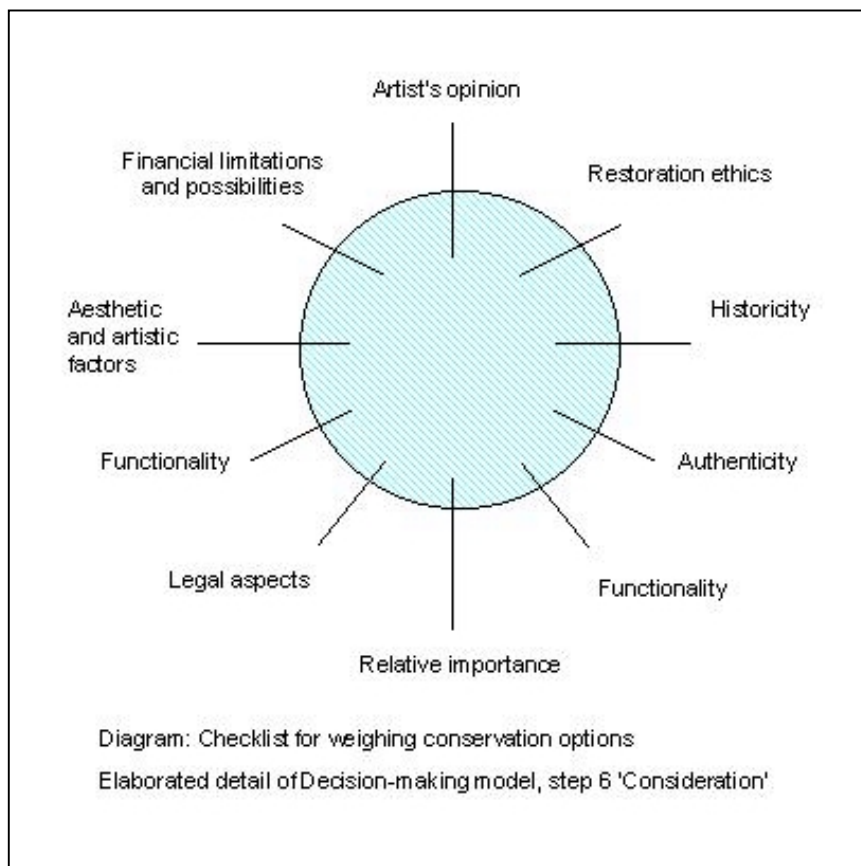 Artist's opinion
Financial limitations
and possibilities
Restoration ethics
Aesthetic
and artistic
factors
Historicity
Functionality
Authenticity
Legal aspects
Functionality
Relative importance
Diagram: Checklist for weighing conservation options
Elaborated detail of Decision-making model, step 6 'Consideration'